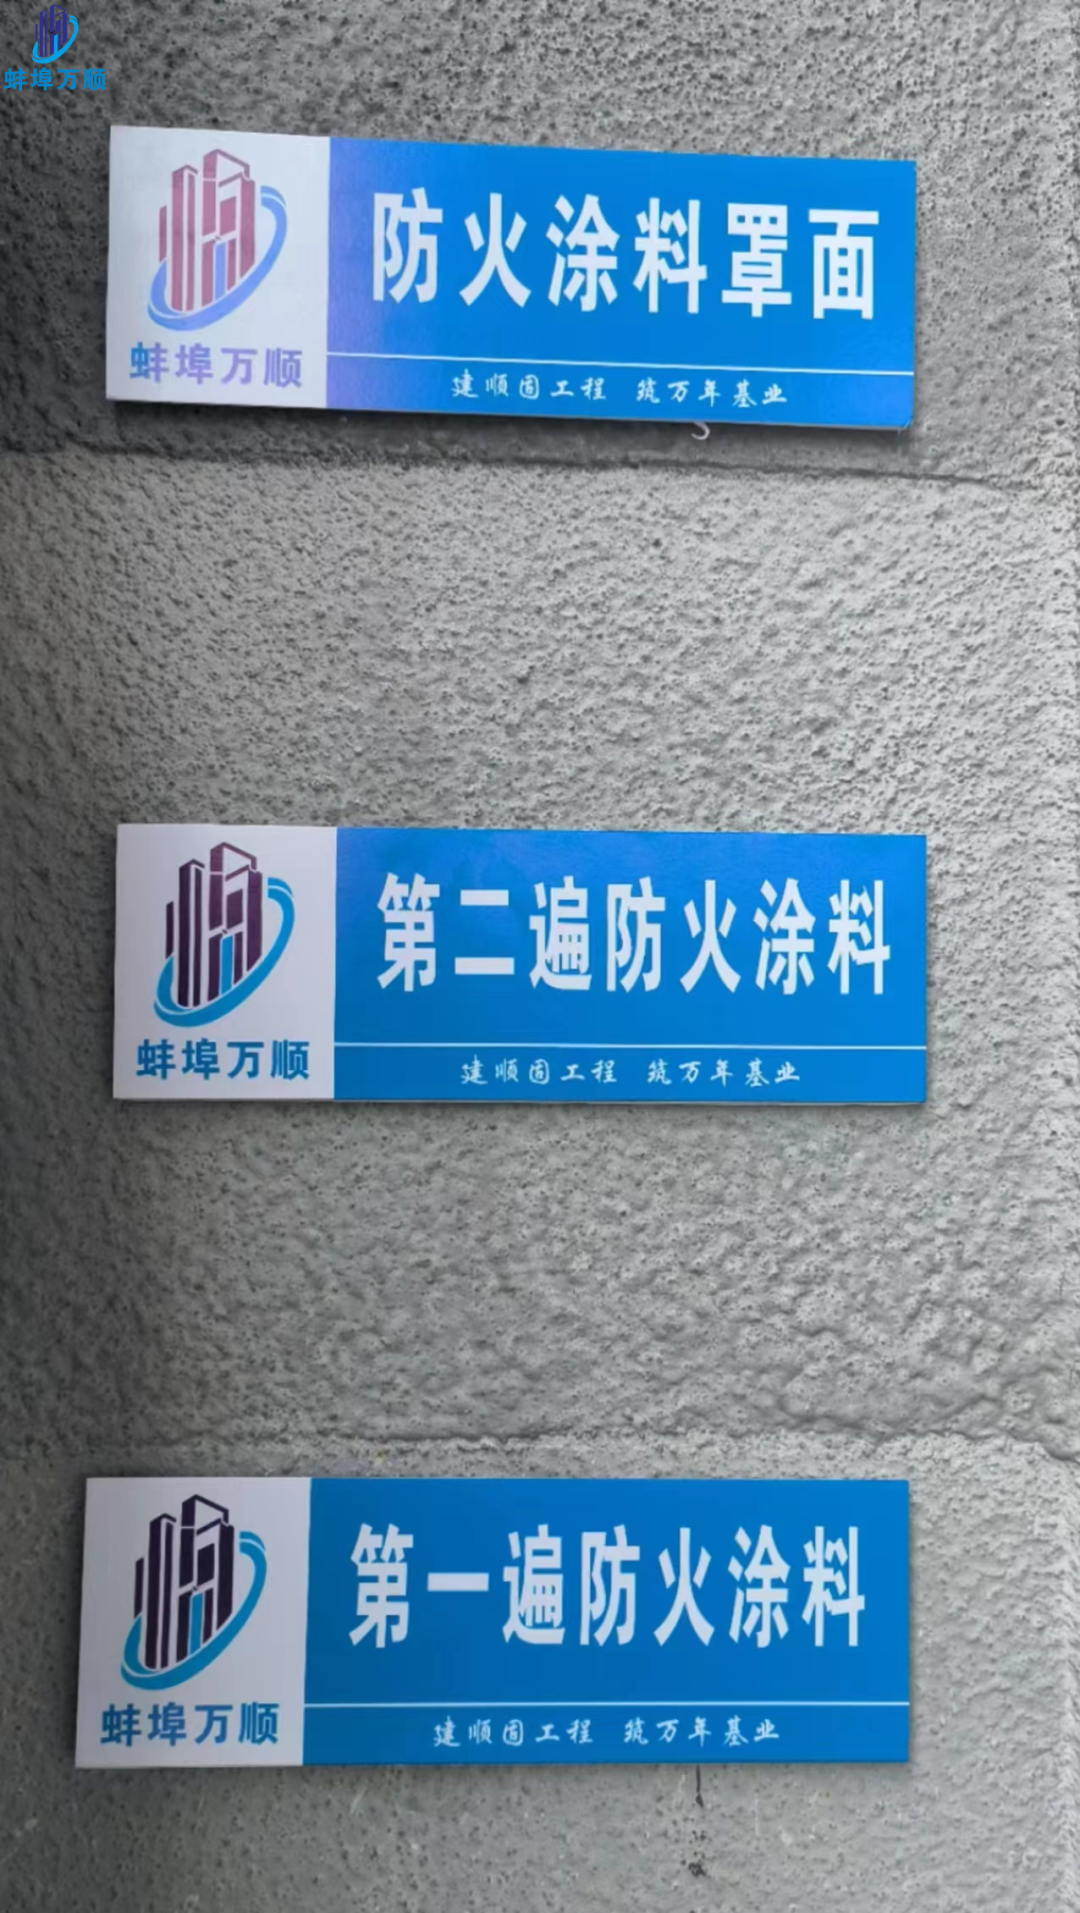 蚌埠万顺
防火涂料罩面
蚌埠万顺
建顺固工程 筑万年基业
第二遍防火涂料
蚌埠万顺
建顺固工程 筑万年基业
第一遍防火涂料
蚌埠万顺
建顺固工程 筑万年基业